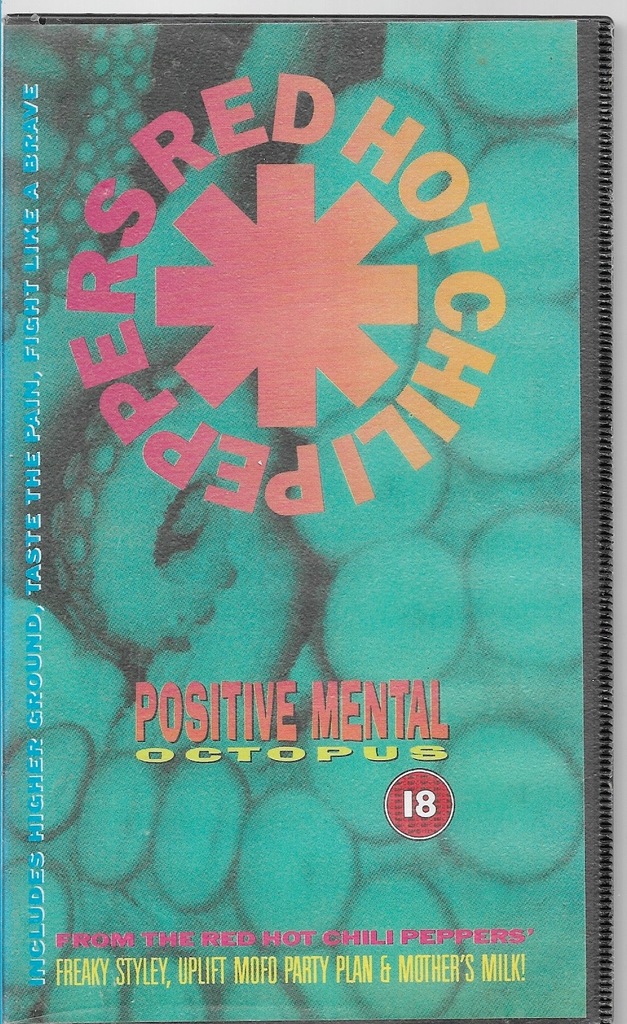 RED HOT CHILI PEPPERS
POSITIVE MENTAL
OCTOPUS
18
FROM THE RED HOT CHILI PEPPERS'
FREAKY STYLEY, UPLIFT MOFO PARTY PLAN & MOTHER'S MILK!
INCLUDES HIGHER GROUND, TASTE THE PAIN, FIGHT LIKE A BRAVE